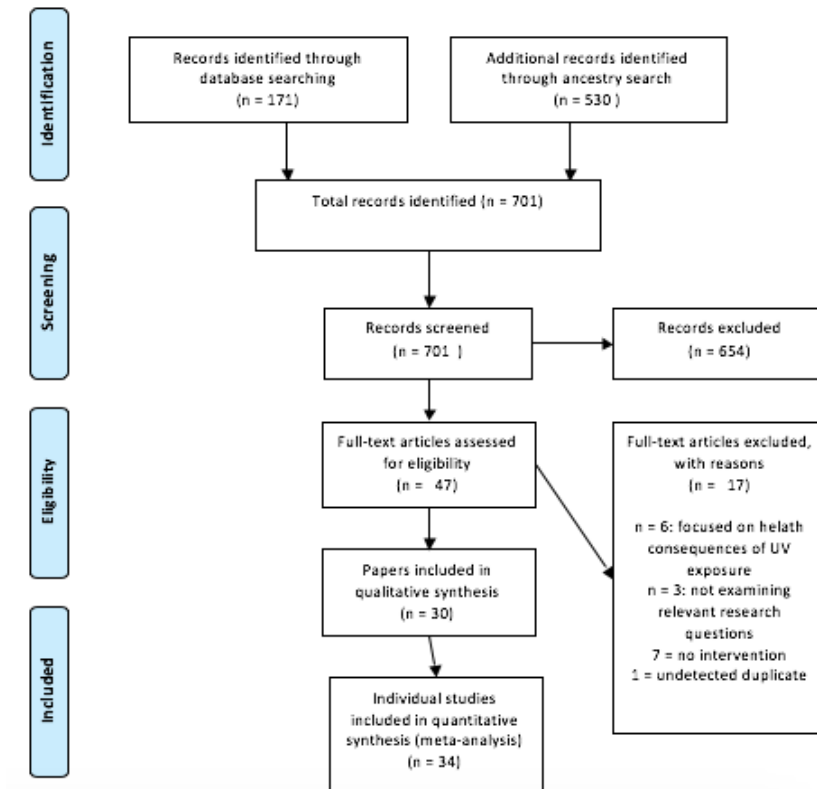 Identification
Records identified through
database searching
(n = 171)
Additional records identified
through ancestry search
(n = 530 )
Total records identified (n = 701)
Screening
Records screened
(n = 701 )
Records excluded
(n = 654)
Eligibility
Full-text articles assessed
for eligibility
(n = 47)
Full-text articles excluded,
with reasons
(n = 17)
n = 6: focused on helath
consequences of UV
exposure
n = 3: not examining
relevant research
questions
7 = no intervention
1 = undetected duplicate
Papers included in
qualitative synthesis
(n = 30)
Included
Individual studies
included in quantitative
synthesis (meta-analysis)
(n = 34)